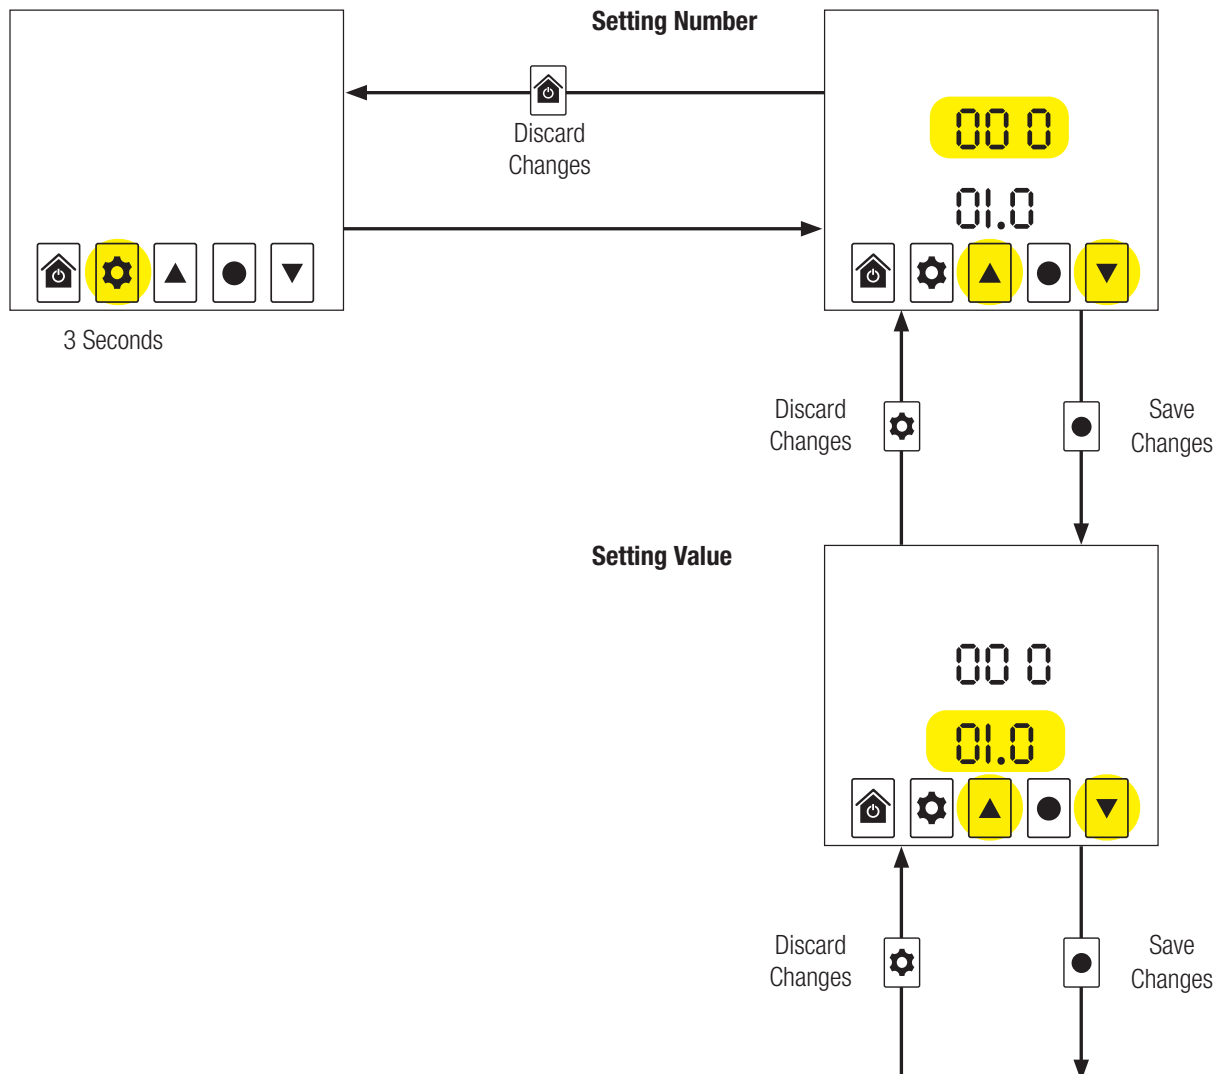 Setting Number
Discard
Changes
00 0
01.0
3 Seconds
Discard
Changes
Save
Changes
Setting Value
00 0
01.0
Discard
Changes
Save
Changes